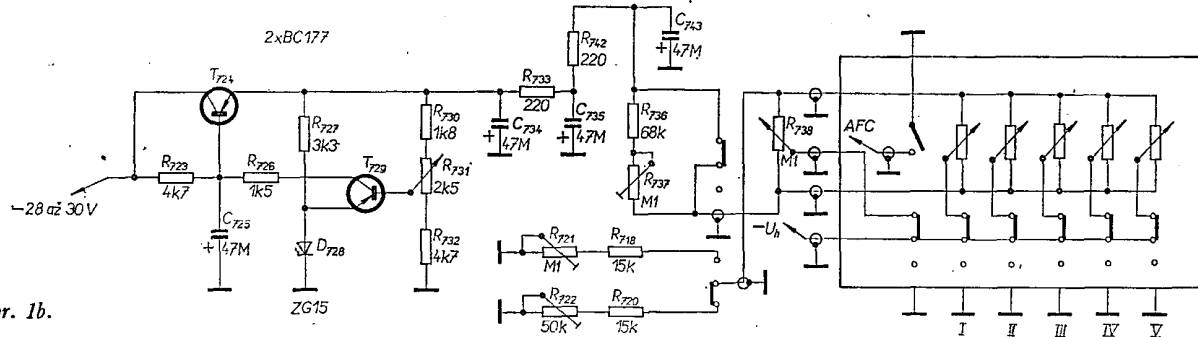 2xBC177
T724
R723
4k7
R726
1k5
C725
+ 47M
−28 až 30V
R727
3k3
T729
D728
ZG15
R730
1k8
R731
2k5
R732
4k7
C734
+ 47M
R733
220
C735
+ 47M
R742
220
C743
+ 47M
R736
68k
R737
M1
R721
M1
R718
15k
R722
50k
R720
15k
R738
M1
AFC
−Uh
I
II
III
IV
V
r. 1b.